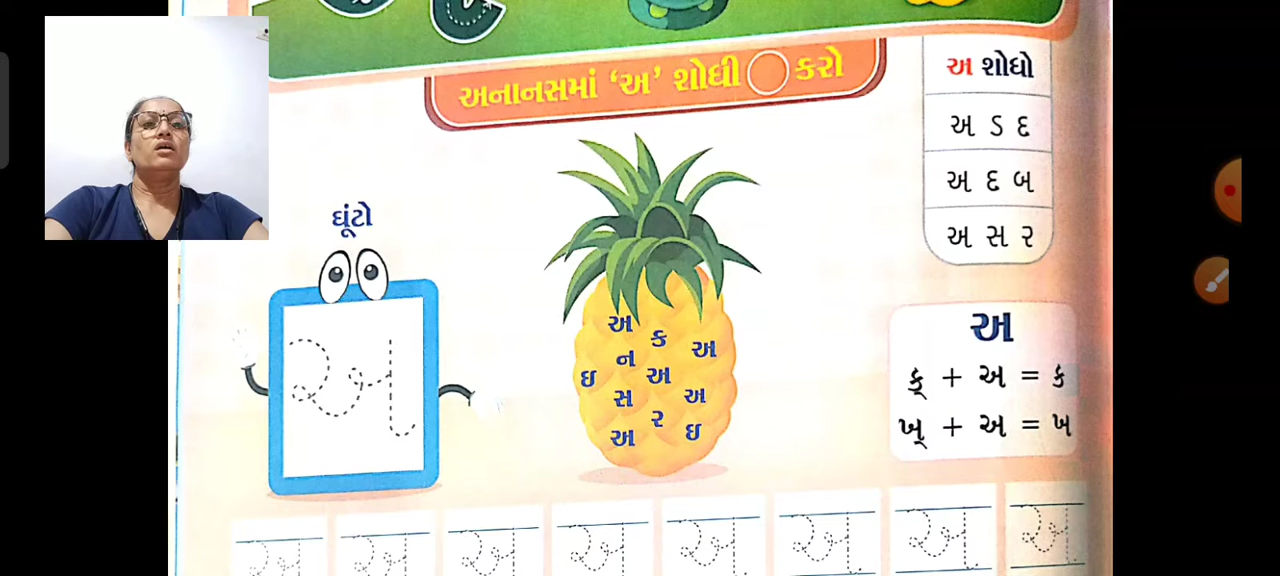 અનાનસમાં ‘અ’ શોધી ◯ કરો
અ શોધો
અ ડ દ
અ દ બ
અ સ ર
ઘૂંટો
અ
અ
ક
ન
અ
ઇ
અ
સ
અ
ર
અ
ઇ
અ
ક્ + અ = ક
ખ્ + અ = ખ
અ અ અ અ અ અ અ અ